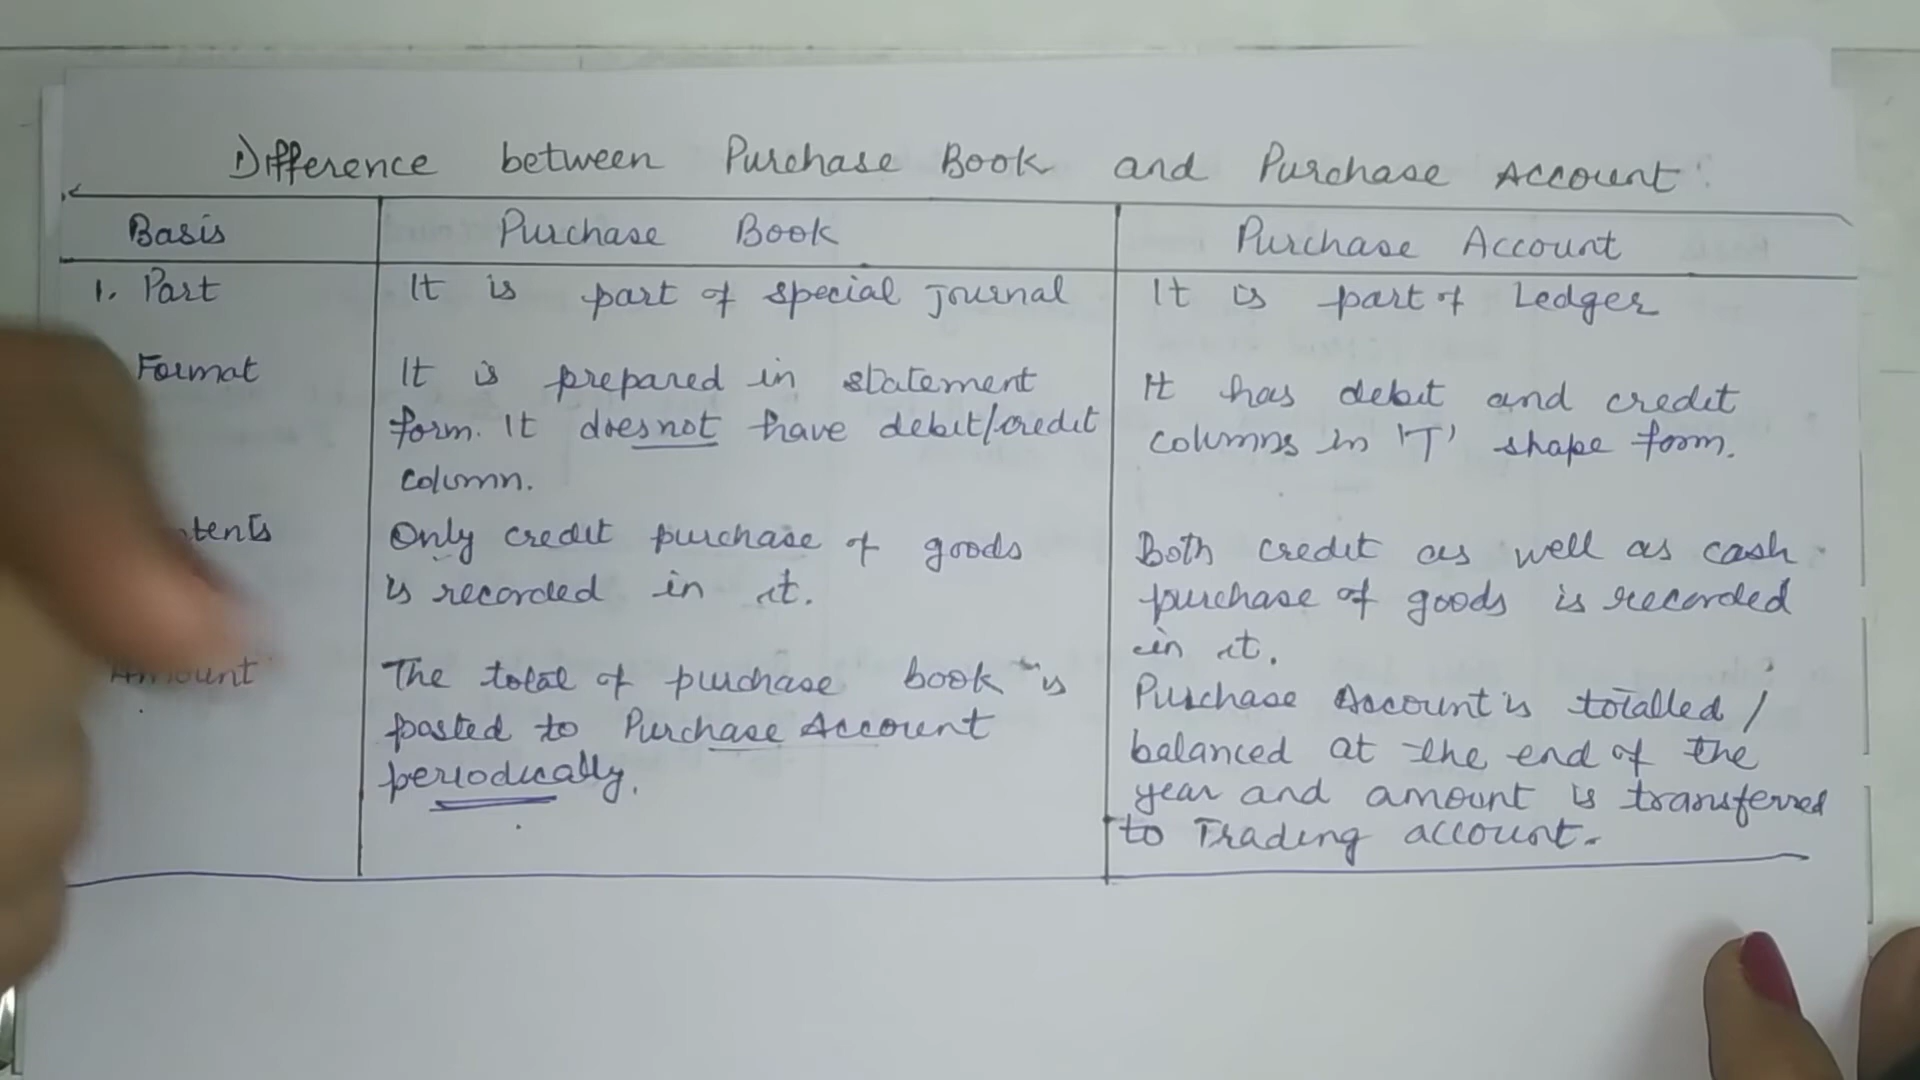 Difference between Purchase Book and Purchase Account
Basis Purchase Book Purchase Account
1. Part It is part of special Journal It is part of Ledger
Format It is prepared in statement
form. It does not have debit/credit
column.
It has debit and credit
columns in 'T' shape form.
Only credit purchase of goods
is recorded in it.
Both credit as well as cash
purchase of goods is recorded
in it.
Amount The total of purchase book is
posted to Purchase Account
periodically.
Purchase Account is totalled /
balanced at the end of the
year and amount is transferred
to Trading account.